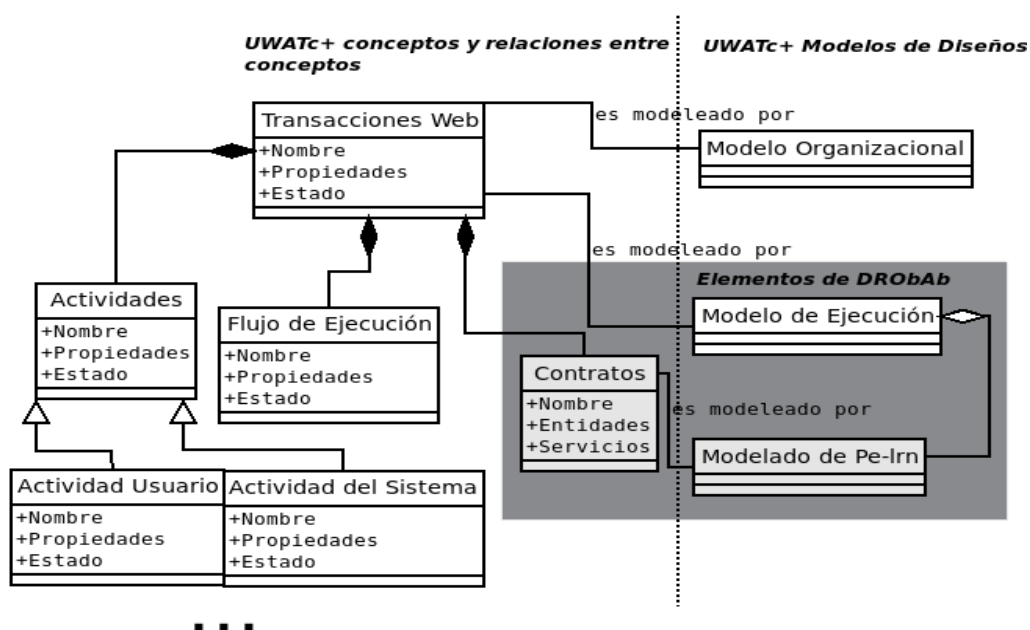 UWATc+ conceptos y relaciones entre
conceptos
UWATc+ Modelos de Diseños
Transacciones Web
+Nombre
+Propiedades
+Estado
es modeleado por
Modelo Organizacional
es modeleado por
Elementos de DRObAb
Actividades
+Nombre
+Propiedades
+Estado
Flujo de Ejecución
+Nombre
+Propiedades
+Estado
Modelo de Ejecución
Contratos
+Nombre
+Entidades
+Servicios
es modeleado por
Modelado de Pe-lrn
Actividad Usuario
+Nombre
+Propiedades
+Estado
Actividad del Sistema
+Nombre
+Propiedades
+Estado
...